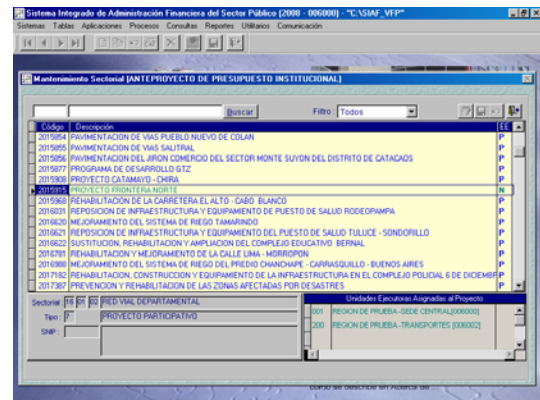 Sistema Integrado de Administración Financiera del Sector Público [2008 - 006000] - "C:\SIAF_VFP"
Sistemas Tablas Aplicaciones Procesos Consultas Reportes Utilitarios Comunicación
Mantenimiento Sectorial [ANTEPROYECTO DE PRESUPUESTO INSTITUCIONAL]
Buscar Filtro : Todos
Código Descripción EE
2015854 PAVIMENTACION DE VIAS PUEBLO NUEVO DE COLAN P
2015855 PAVIMENTACION DE VIAS SALITRAL P
2015856 PAVIMENTACION DEL JIRON COMERCIO DEL SECTOR MONTE SUYON DEL DISTRITO DE CATACAOS P
2015877 PROGRAMA DE DESARROLLO GTZ P
2015908 PROYECTO CATAMAYO - CHIRA P
2015915 PROYECTO FRONTERA NORTE N
2015968 REHABILITACION DE LA CARRETERA EL ALTO - CABO BLANCO P
2016031 REPOSICION DE INFRAESTRUCTURA Y EQUIPAMIENTO DE PUESTO DE SALUD RODEOPAMPA P
2016620 MEJORAMIENTO DEL SISTEMA DE RIEGO TAMARINDO P
2016621 REPOSICION DE INFRAESTRUCTURA Y EQUIPAMIENTO DEL PUESTO DE SALUD TULUCE - SONDORILLO P
2016622 SUSTITUCION, REHABILITACION Y AMPLIACION DEL COMPLEJO EDUCATIVO BERNAL P
2016781 REHABILITACION Y MEJORAMIENTO DE LA CALLE LIMA - MORROPON P
2016988 MEJORAMIENTO DEL SISTEMA DE RIEGO DEL PREDIO CHANCHAPE - CARRASQUILLO - BUENOS AIRES P
2017182 REHABILITACION, CONSTRUCCION Y EQUIPAMIENTO DE LA INFRAESTRUCTURA EN EL COMPLEJO POLICIAL 6 DE DICIEMBF P
2017387 PREVENCION Y REHABILITACION DE LAS ZONAS AFECTADAS POR DESASTRES P
Sectorial : 16 01 02 RED VIAL DEPARTAMENTAL
Tipo : 7 PROYECTO PARTICIPATIVO
SNIP :
Unidades Ejecutoras Asignadas al Proyecto
001 REGION DE PRUEBA-SEDE CENTRAL[006000]
200 REGION DE PRUEBA-TRANSPORTES [006002]
como se describe en Acerca de ...